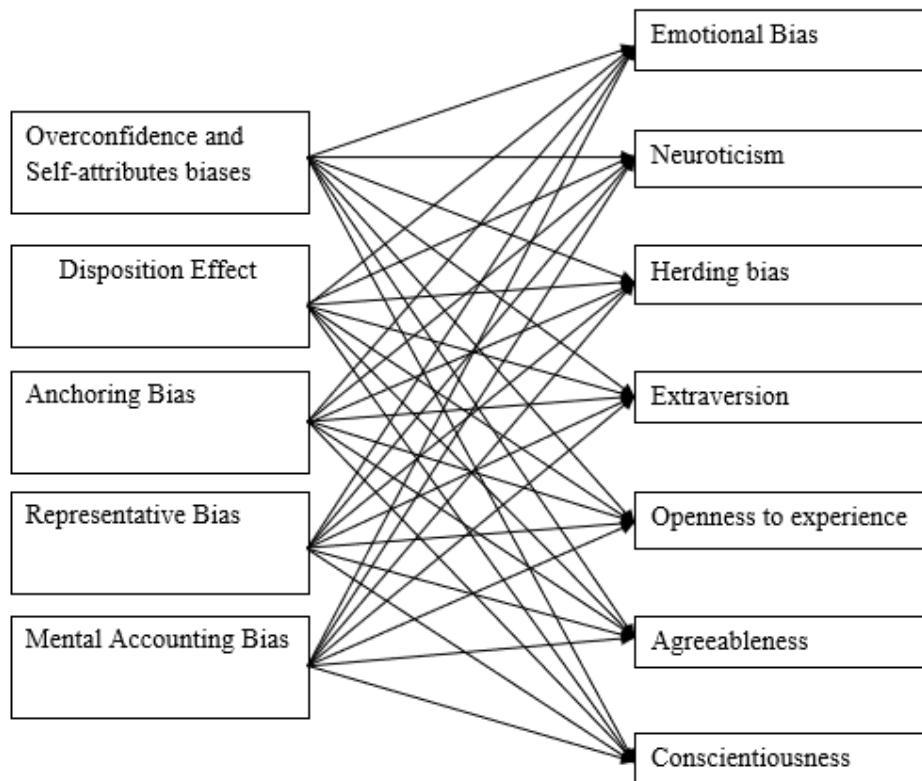 Overconfidence and
Self-attributes biases
Disposition Effect
Anchoring Bias
Representative Bias
Mental Accounting Bias
Emotional Bias
Neuroticism
Herding bias
Extraversion
Openness to experience
Agreeableness
Conscientiousness